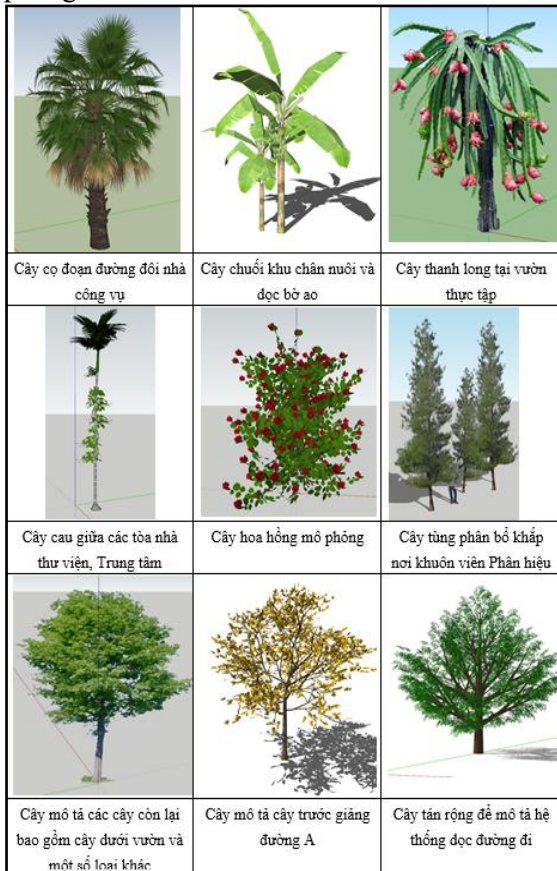 Cây cọ đoạn đường đôi nhà
công vụ
Cây chuối khu chăn nuôi và
dọc bờ ao
Cây thanh long tại vườn
thực tập
Cây cau giữa các tòa nhà
thư viện, Trung tâm
Cây hoa hồng mô phỏng
Cây tùng phân bổ khắp
nơi khuôn viên Phân hiệu
Cây mô tả các cây còn lại
bao gồm cây dưới vườn và
một số loại khác
Cây mô tả cây trước giảng
đường A
Cây tán rộng để mô tả hệ
thống dọc đường đi